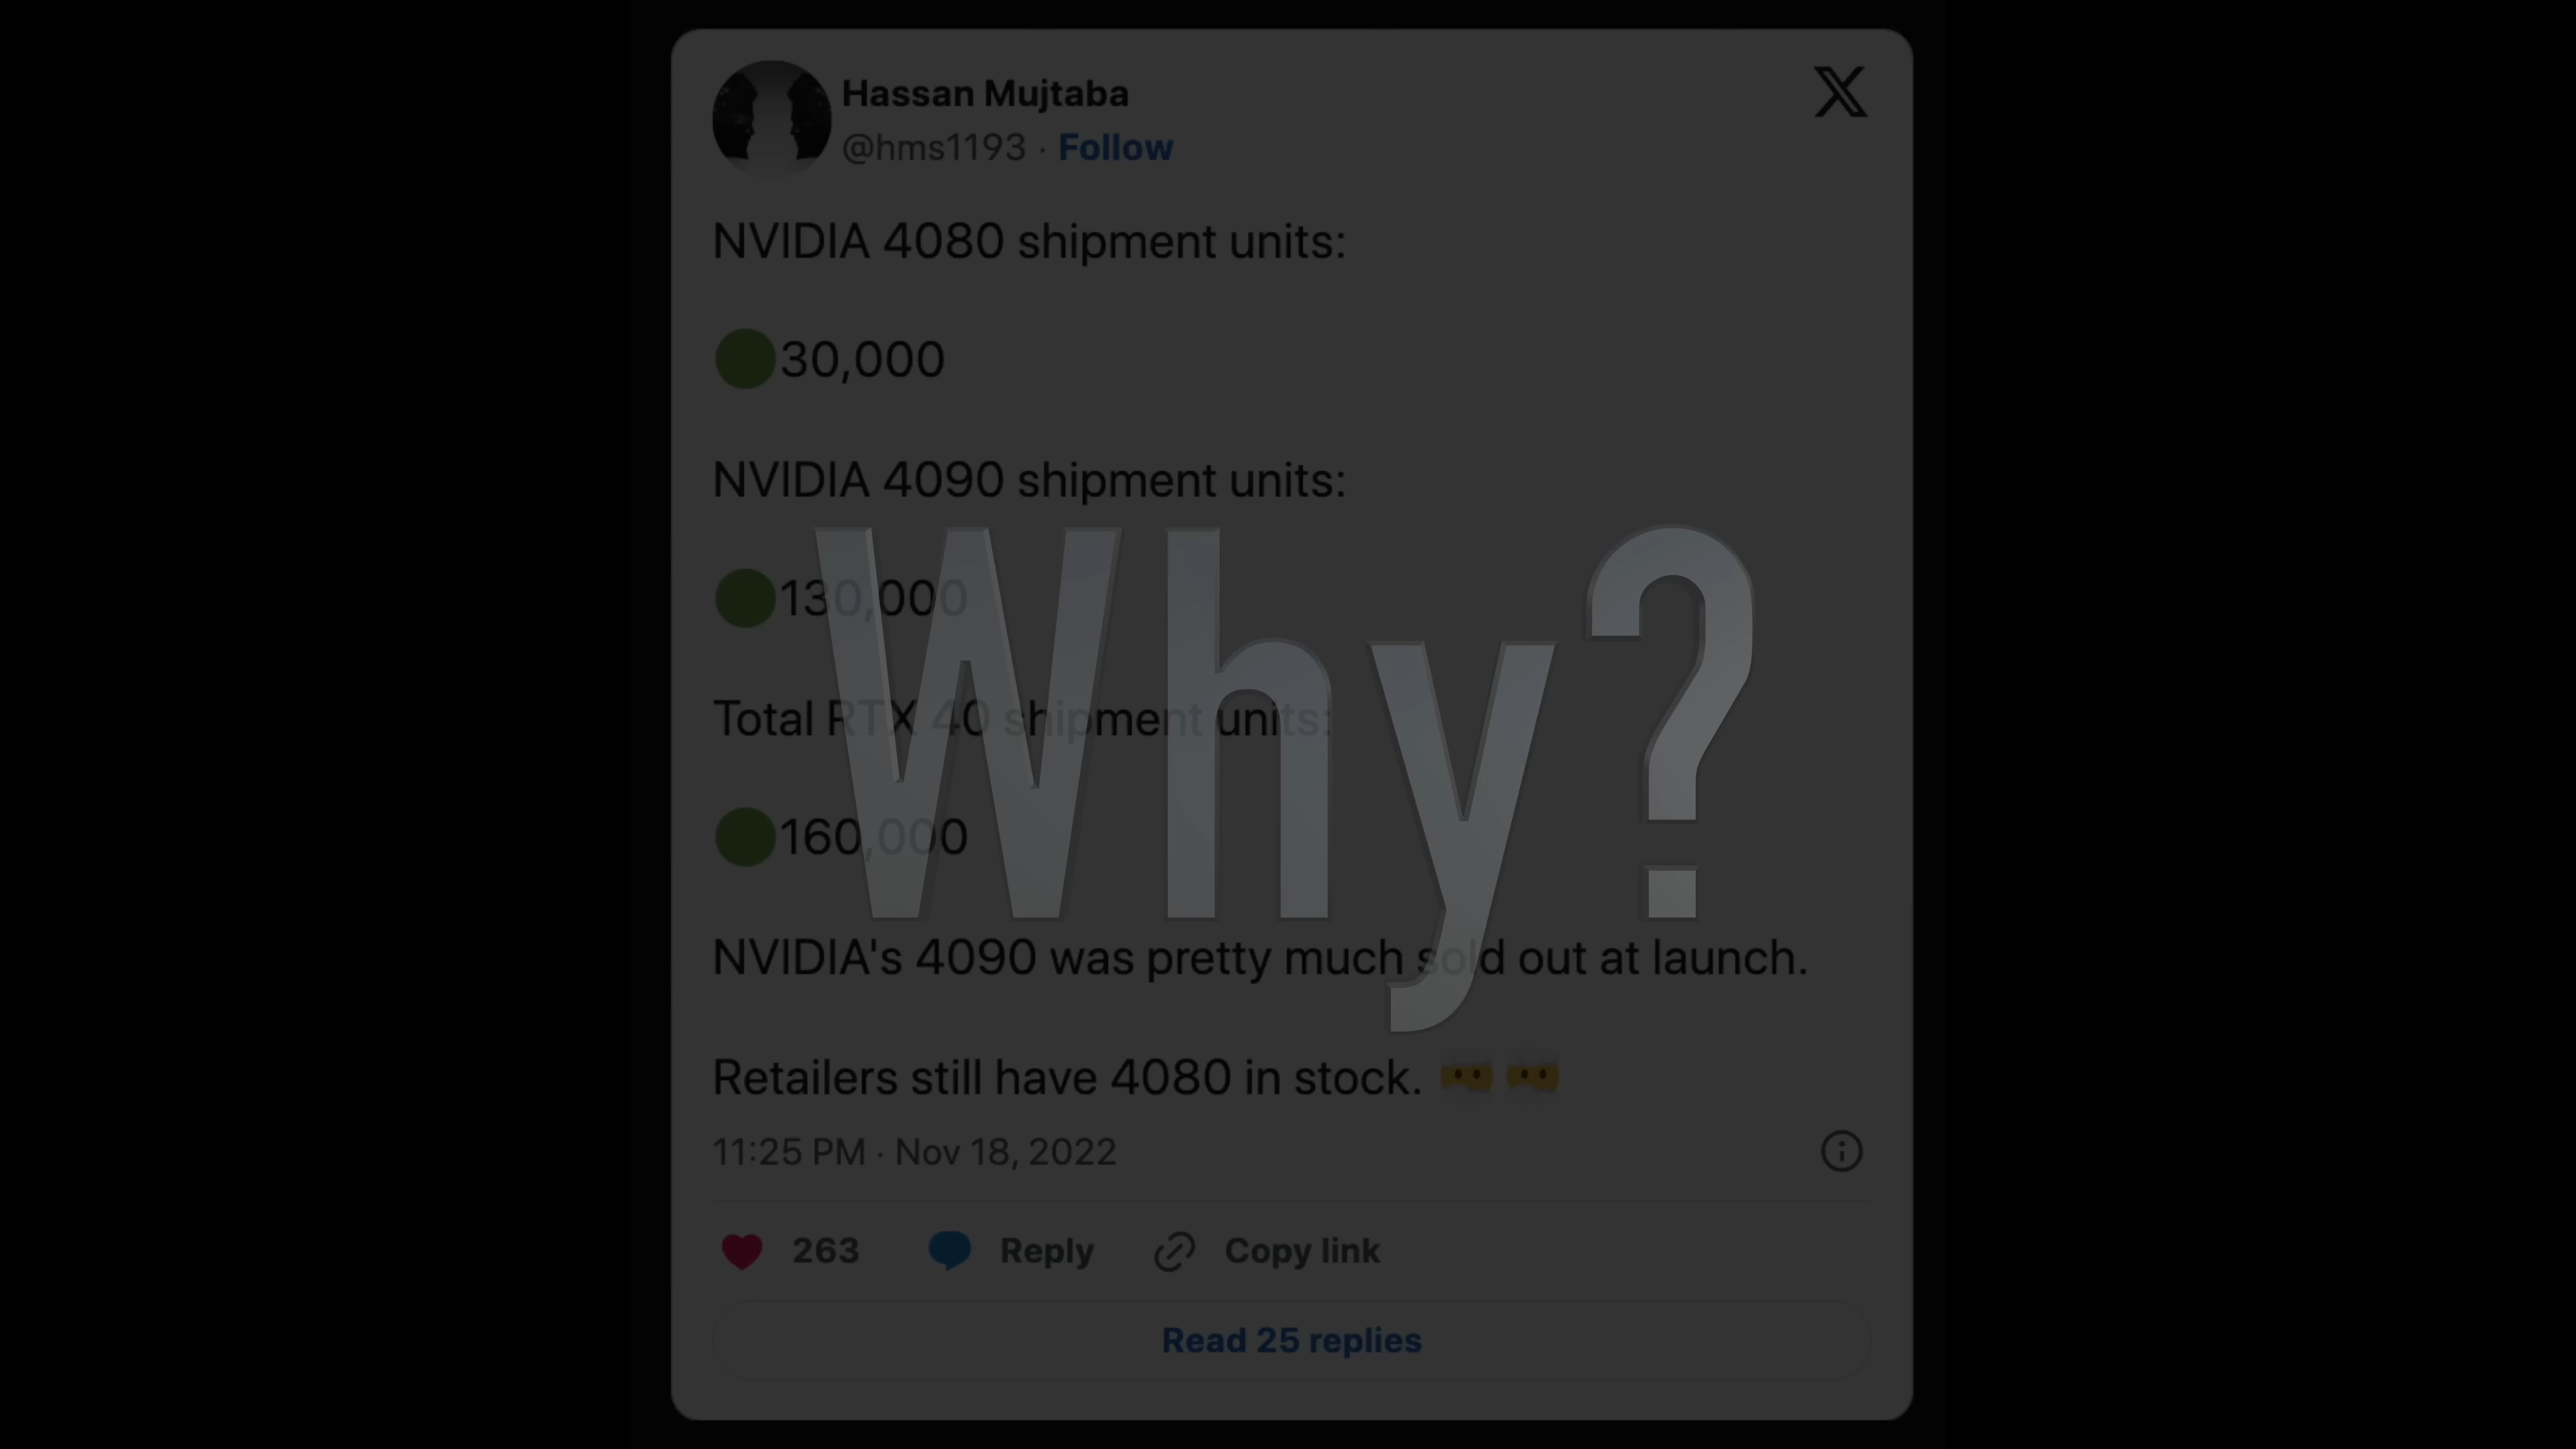 Hassan Mujtaba
@hms1193 · Follow
NVIDIA 4080 shipment units:
30,000
NVIDIA 4090 shipment units:
130,000
Total RTX 40 shipment units:
160,000
Why?
NVIDIA's 4090 was pretty much sold out at launch.
Retailers still have 4080 in stock.
11:25 PM · Nov 18, 2022
263 Reply Copy link
Read 25 replies